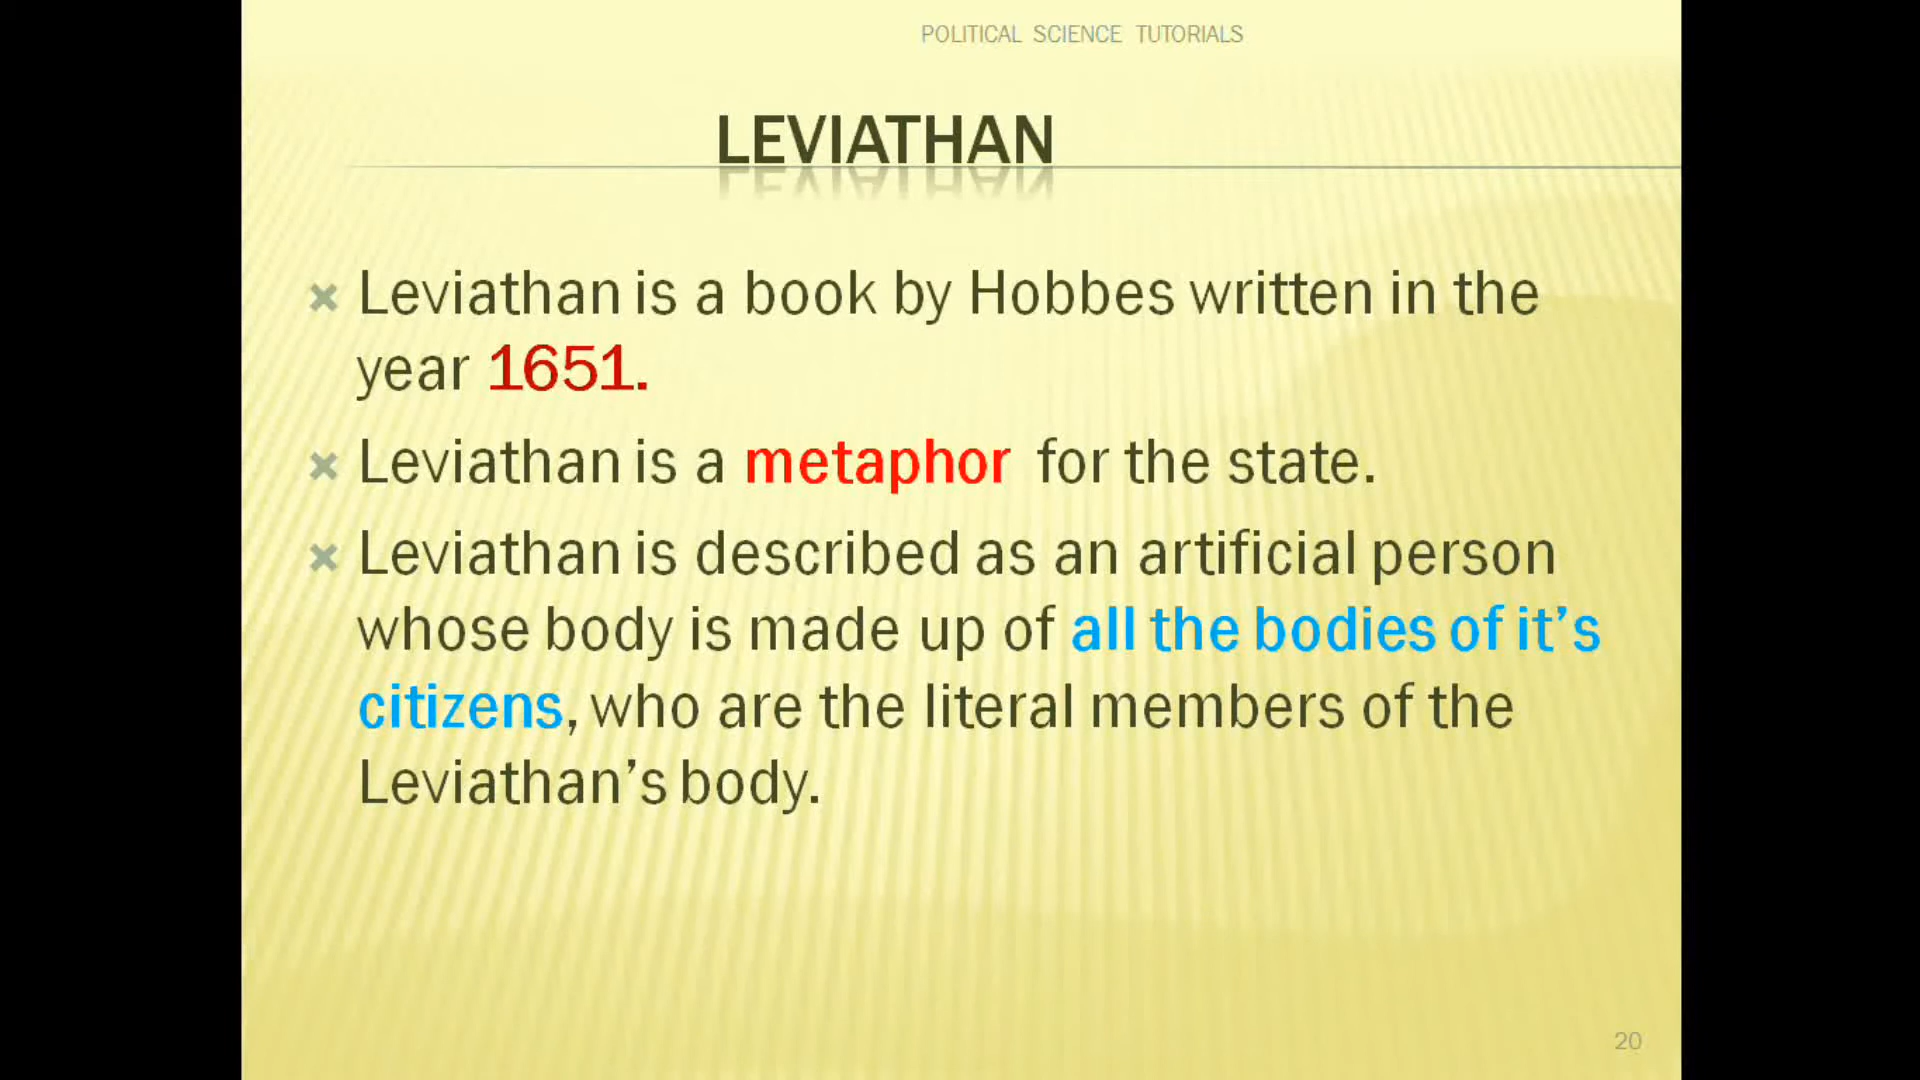 POLITICAL SCIENCE TUTORIALS
LEVIATHAN
Leviathan is a book by Hobbes written in the
year 1651.
Leviathan is a metaphor for the state.
Leviathan is described as an artificial person
whose body is made up of all the bodies of it’s
citizens, who are the literal members of the
Leviathan’s body.
20